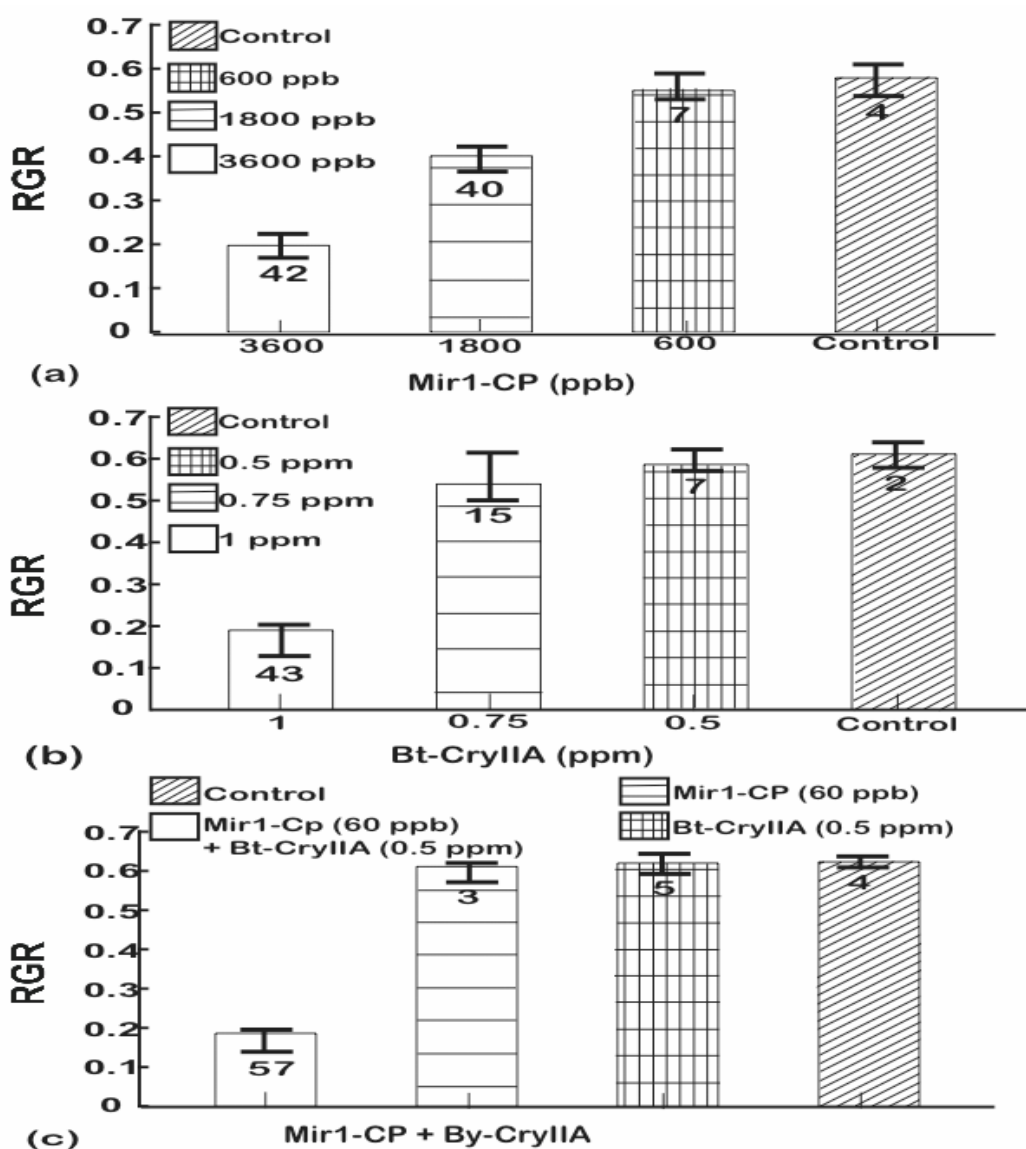 0.7
Control
0.6
600 ppb
0.5
1800 ppb
0.4
3600 ppb
0.3
0.2
0.1
0
RGR
42
40
7
4
3600 1800 600 Control
(a)
Mir1-CP (ppb)
0.7
Control
0.6
0.5 ppm
0.5
0.75 ppm
0.4
1 ppm
0.3
0.2
0.1
0
RGR
43
15
7
2
1 0.75 0.5 Control
(b)
Bt-CryIIA (ppm)
Control
Mir1-CP (60 ppb)
Mir1-Cp (60 ppb)
+ Bt-CryIIA (0.5 ppm)
Bt-CryIIA (0.5 ppm)
0.7
0.6
0.5
0.4
0.3
0.2
0.1
0
RGR
57
3
5
4
(c)
Mir1-CP + By-CryIIA